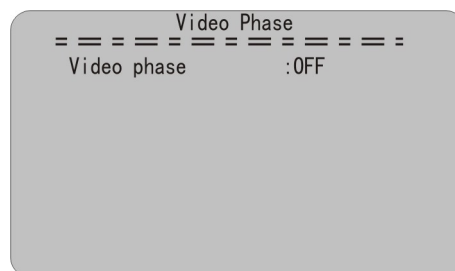 Video Phase
= = = = = = = = = = = = =
Video phase :OFF